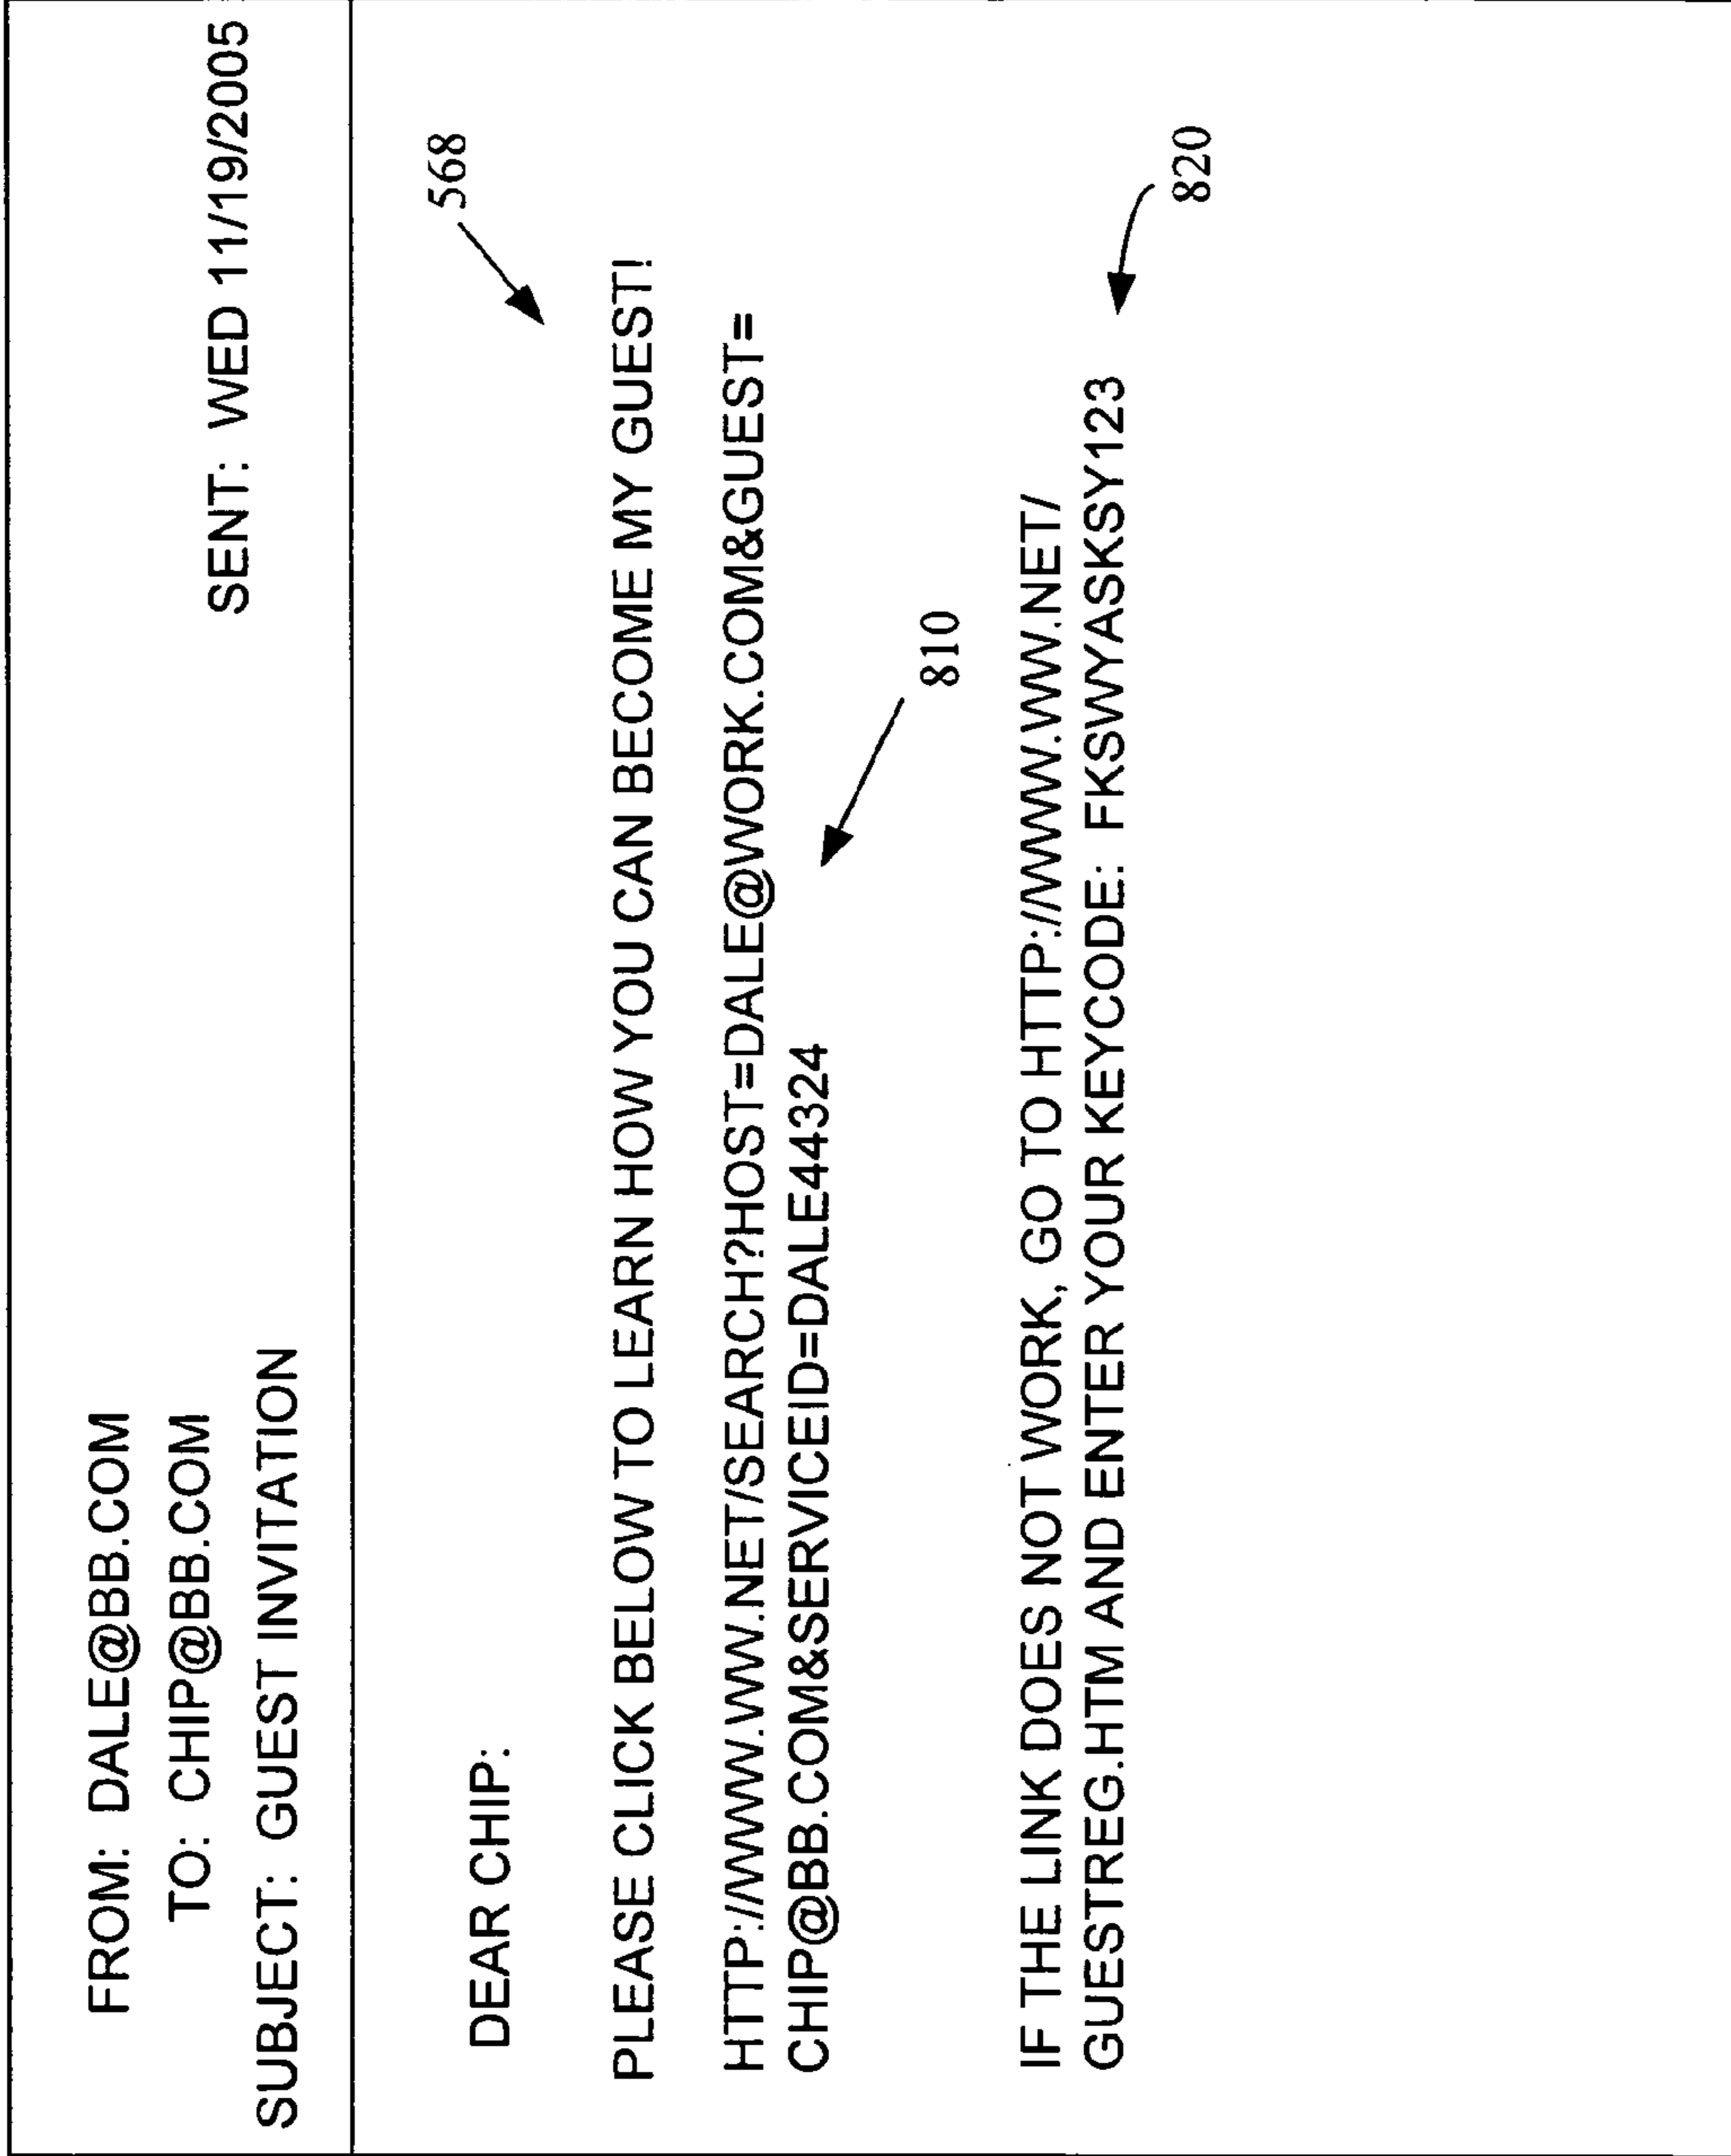 FROM: DALE@BB.COM
TO: CHIP@BB.COM
SENT: WED 11/19/2005
SUBJECT: GUEST INVITATION
568
DEAR CHIP:
PLEASE CLICK BELOW TO LEARN HOW YOU CAN BECOME MY GUEST!
HTTP://WWW.WW.NET/SEARCH?HOST=DALE@WORK.COM&GUEST=
CHIP@BB.COM&SERVICEID=DALE44324
810
IF THE LINK DOES NOT WORK, GO TO HTTP://WWW.WW.NET/
GUESTREG.HTM AND ENTER YOUR KEYCODE: FKSWYASKSY123
820